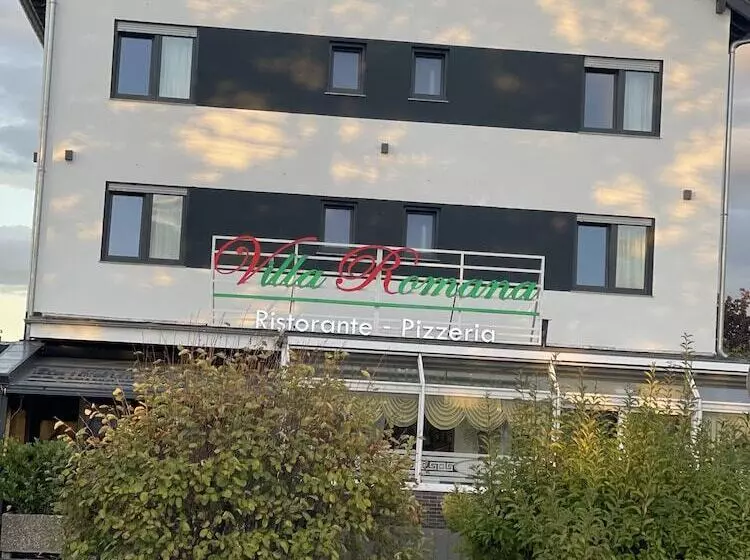 Villa Romana
Ristorante - Pizzeria